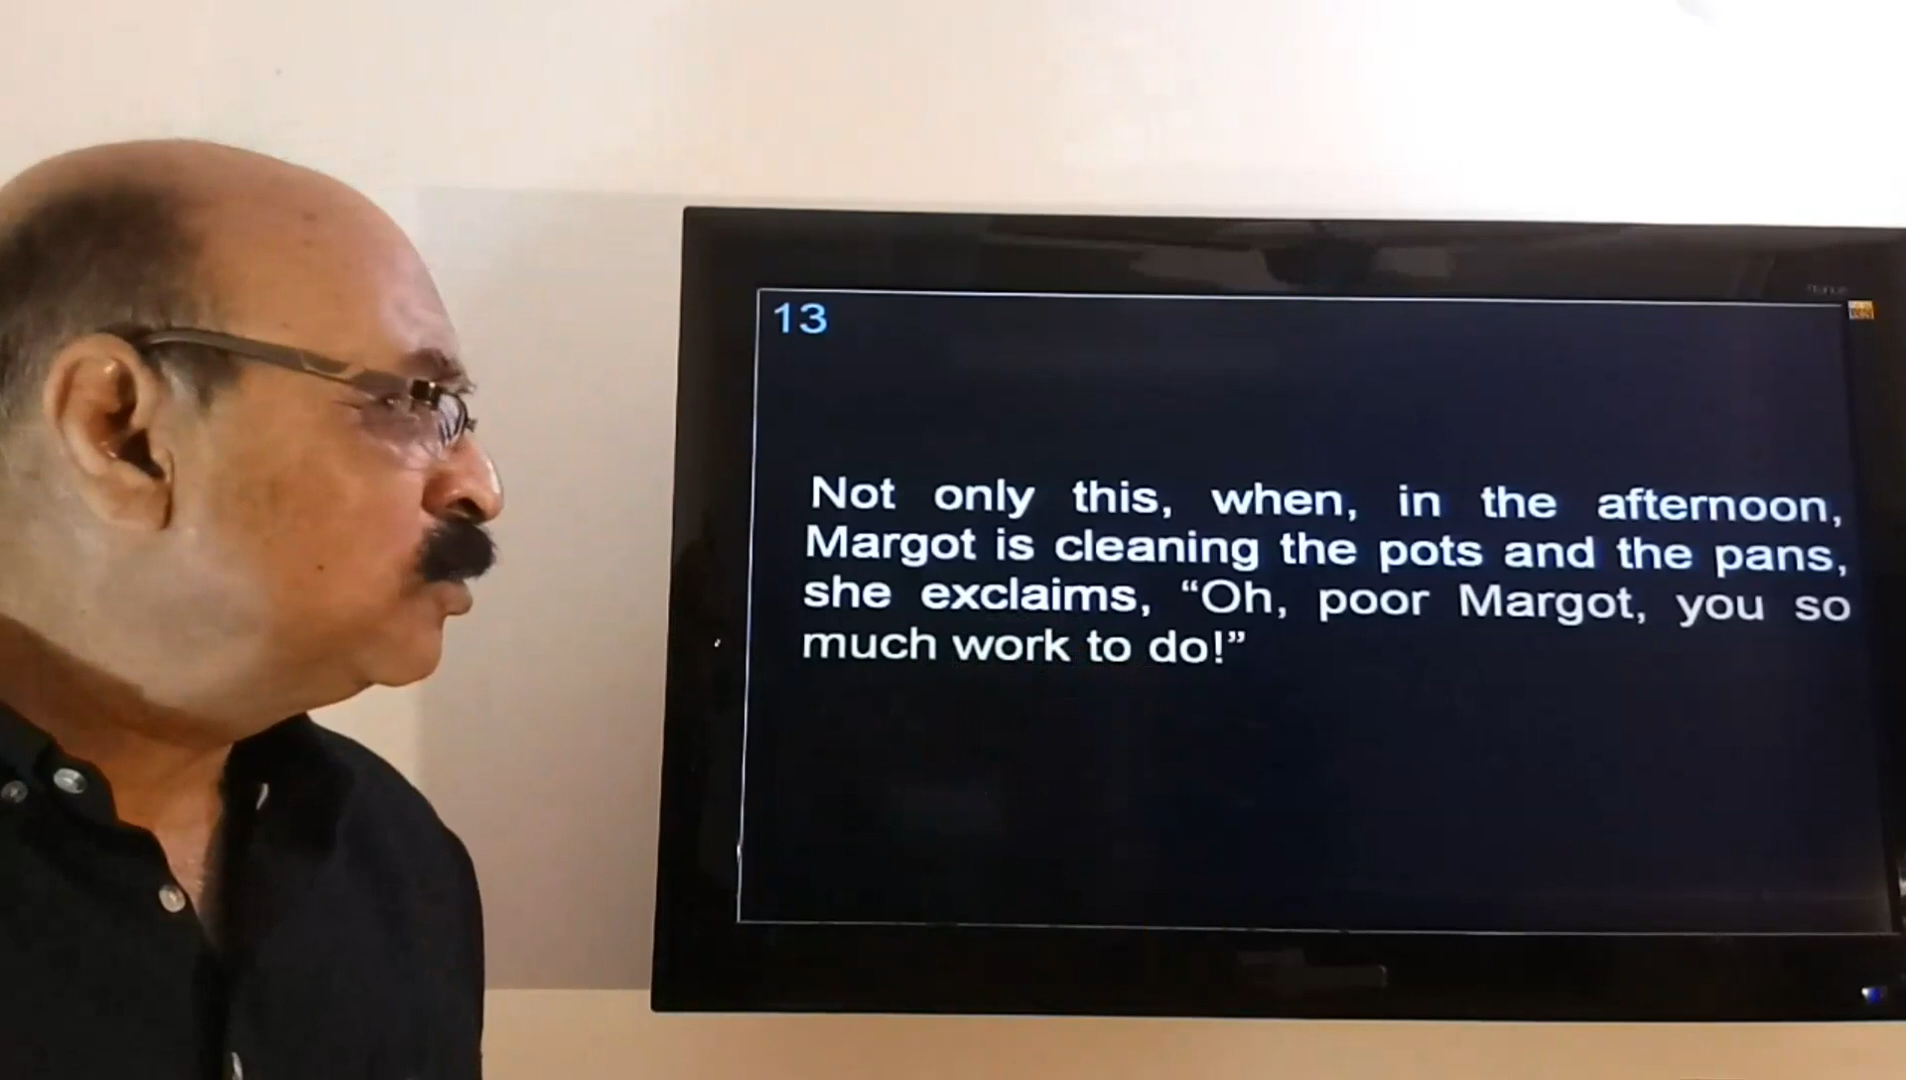 13
Not only this, when, in the afternoon,
Margot is cleaning the pots and the pans,
she exclaims, “Oh, poor Margot, you so
much work to do!”